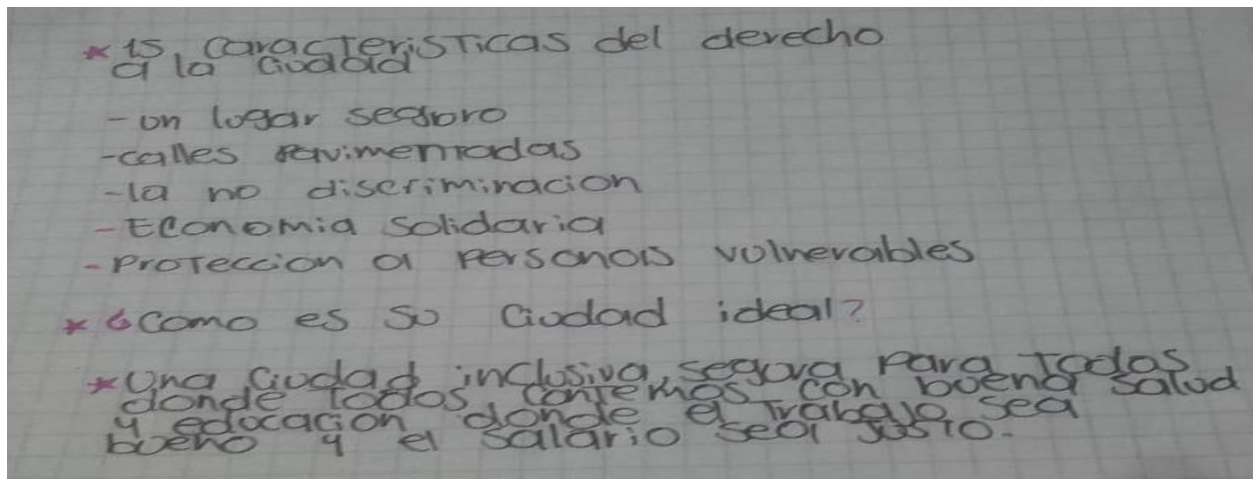 * 15 caracteristicas del derecho
a la ciudad
- un lugar seguro
- calles pavimentadas
- la no discriminacion
- Economia solidaria
- Proteccion a personas vulnerables
* ¿como es su ciudad ideal?
* Una ciudad inclusiva, segura para todas
donde todos contemos con buena salud
y educacion donde el trabajo sea
bueno y el salario sea justo.